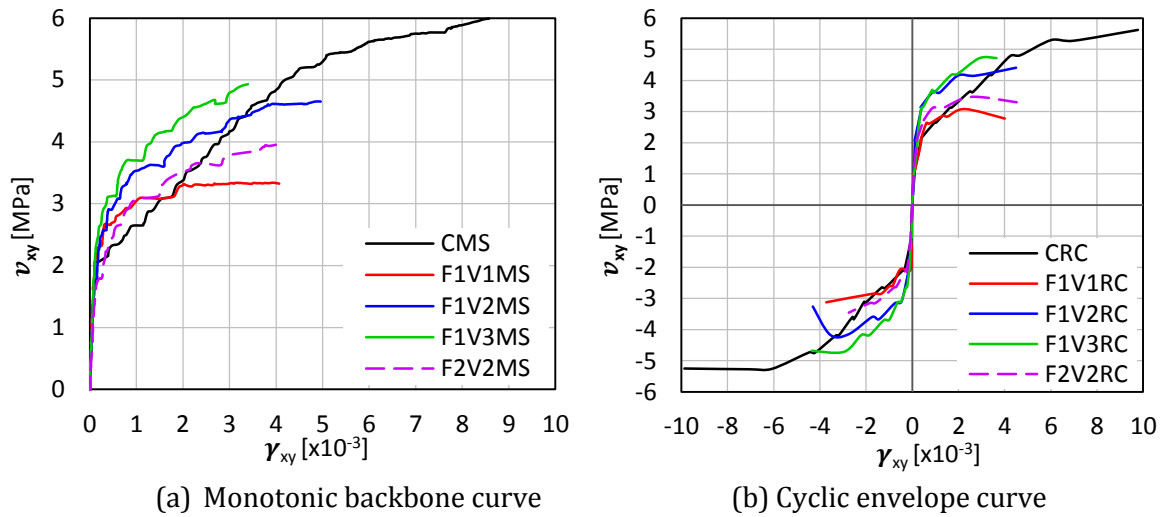 6
5
4
3
2
1
0
v_xy [MPa]
CMS
F1V1MS
F1V2MS
F1V3MS
F2V2MS
0 1 2 3 4 5 6 7 8 9 10
γ_xy [x10⁻³]
(a) Monotonic backbone curve
6
5
4
3
2
1
0
-1
-2
-3
-4
-5
-6
v_xy [MPa]
CRC
F1V1RC
F1V2RC
F1V3RC
F2V2RC
-10 -8 -6 -4 -2 0 2 4 6 8 10
γ_xy [x10⁻³]
(b) Cyclic envelope curve